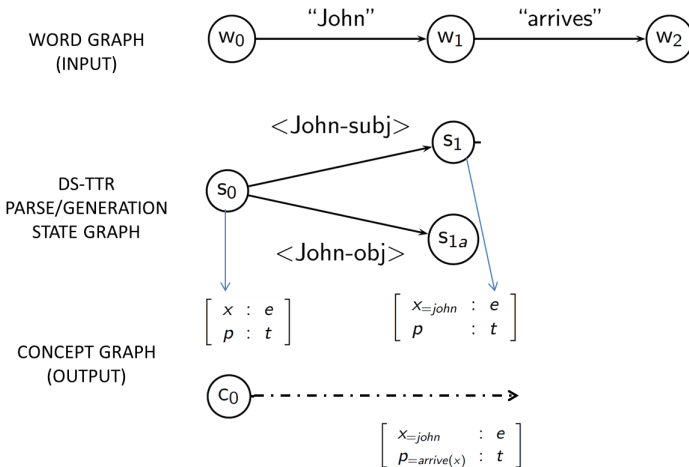 WORD GRAPH
(INPUT)
w0 "John" w1 "arrives" w2
<John-subj>
s1
DS-TTR
PARSE/GENERATION
STATE GRAPH
s0
s1a
<John-obj>
[ x : e
p : t ]
[ x=john : e
p : t ]
CONCEPT GRAPH
(OUTPUT)
c0
[ x=john : e
p=arrive(x) : t ]